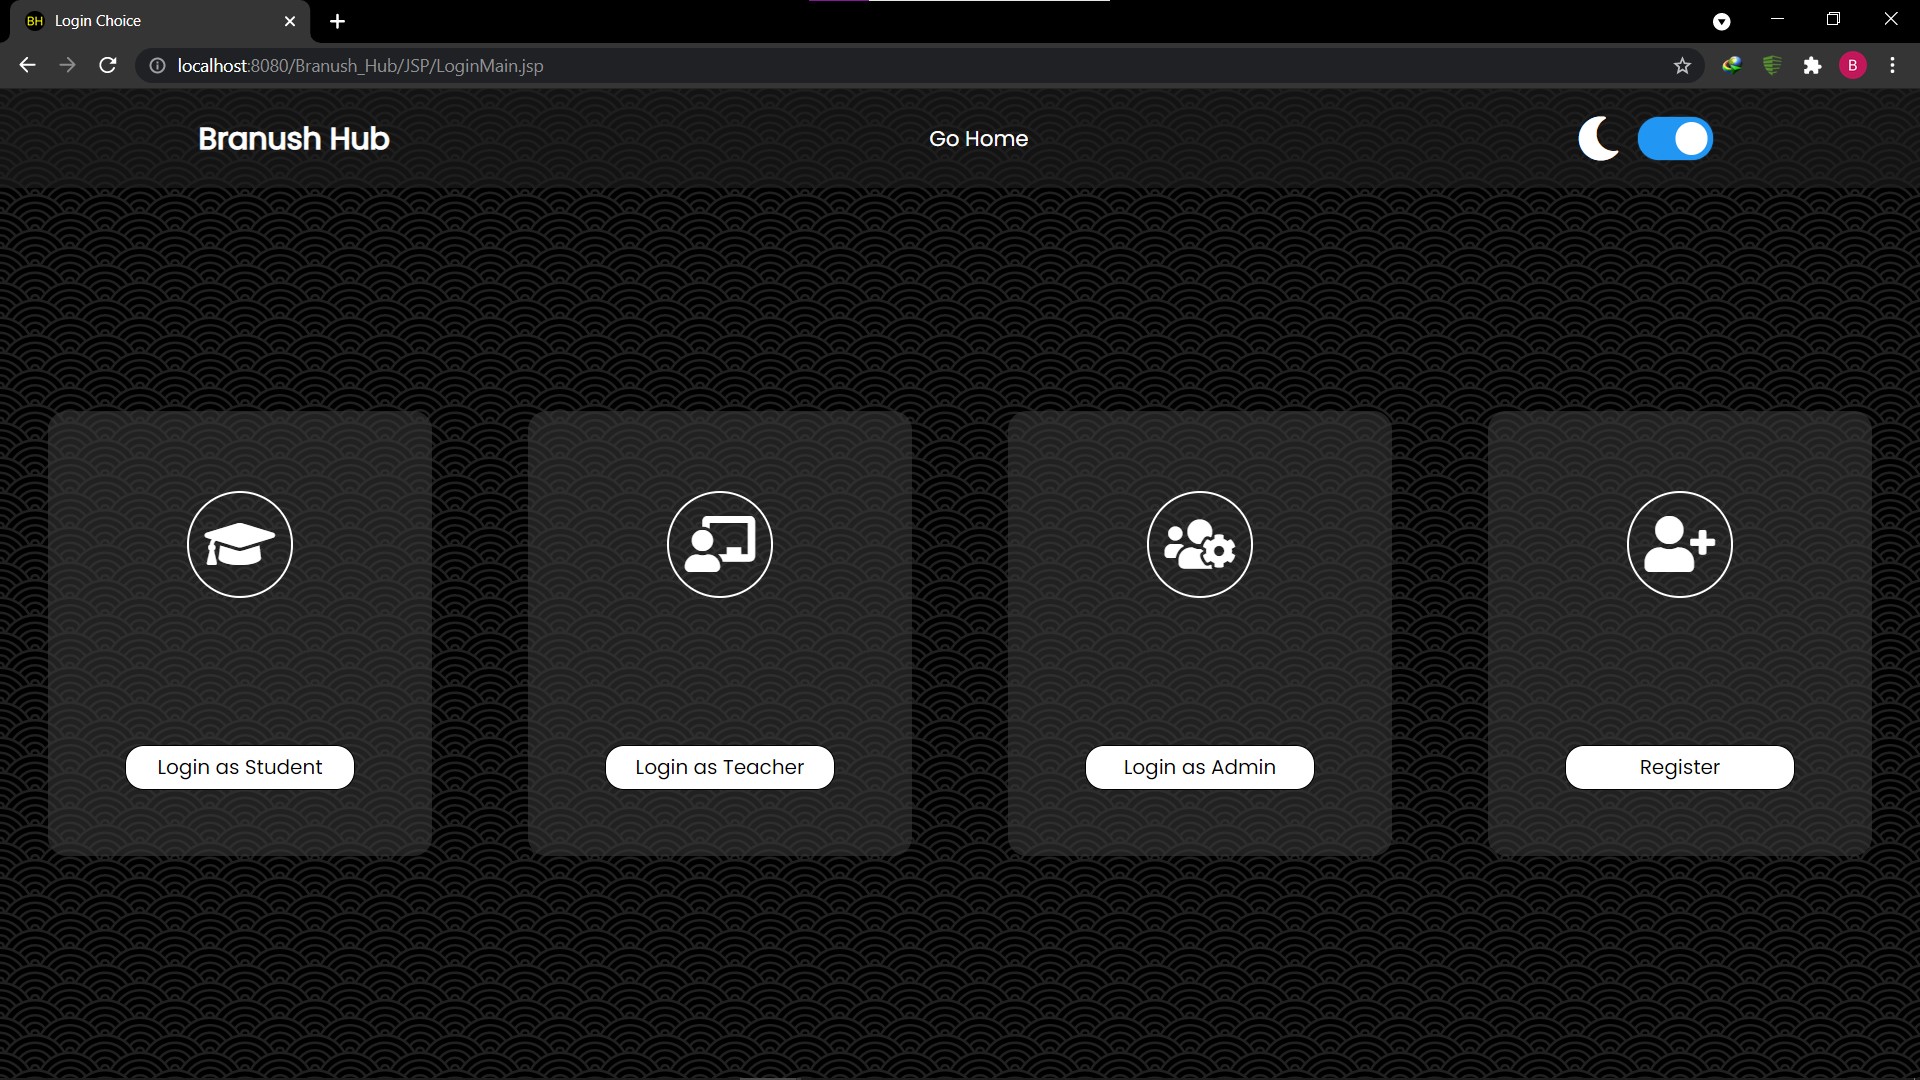 BH Login Choice
localhost:8080/Branush_Hub/JSP/LoginMain.jsp
B
Branush Hub
Go Home
Login as Student
Login as Teacher
Login as Admin
Register